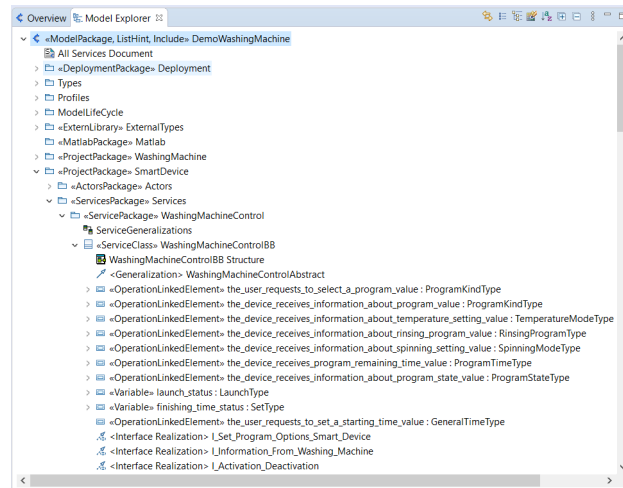 Overview Model Explorer
«ModelPackage, ListHint, Include» DemoWashingMachine
All Services Document
«DeploymentPackage» Deployment
Types
Profiles
ModelLifeCycle
«ExternLibrary» ExternalTypes
«MatlabPackage» Matlab
«ProjectPackage» WashingMachine
«ProjectPackage» SmartDevice
«ActorsPackage» Actors
«ServicesPackage» Services
«ServicePackage» WashingMachineControl
ServiceGeneralizations
«ServiceClass» WashingMachineControlBB
WashingMachineControlBB Structure
<Generalization> WashingMachineControlAbstract
«OperationLinkedElement» the_user_requests_to_select_a_program_value : ProgramKindType
«OperationLinkedElement» the_device_receives_information_about_program_value : ProgramKindType
«OperationLinkedElement» the_device_receives_information_about_temperature_setting_value : TemperatureModeType
«OperationLinkedElement» the_device_receives_information_about_rinsing_program_value : RinsingProgramType
«OperationLinkedElement» the_device_receives_information_about_spinning_setting_value : SpinningModeType
«OperationLinkedElement» the_device_receives_program_remaining_time_value : ProgramTimeType
«OperationLinkedElement» the_device_receives_information_about_program_state_value : ProgramStateType
«Variable» launch_status : LaunchType
«Variable» finishing_time_status : SetType
«OperationLinkedElement» the_user_requests_to_set_a_starting_time_value : GeneralTimeType
<Interface Realization> I_Set_Program_Options_Smart_Device
<Interface Realization> I_Information_From_Washing_Machine
<Interface Realization> I_Activation_Deactivation